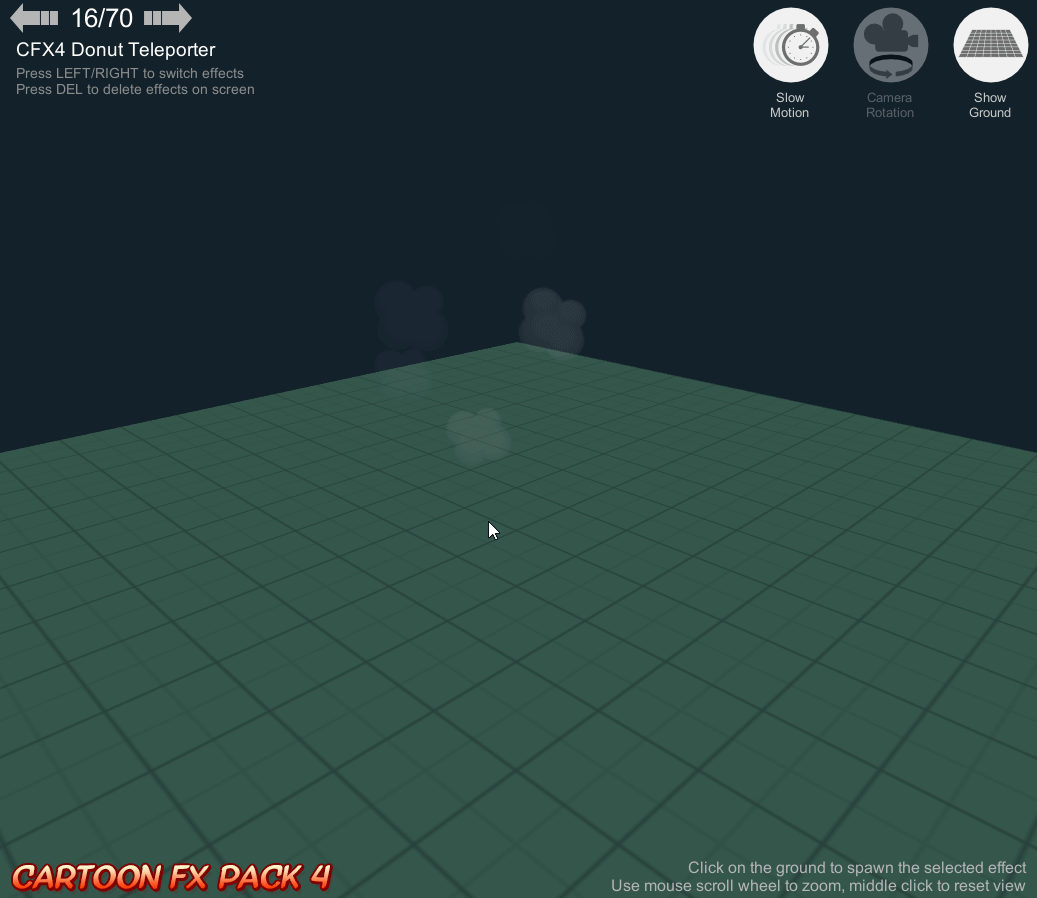 16/70
CFX4 Donut Teleporter
Press LEFT/RIGHT to switch effects
Press DEL to delete effects on screen
Slow
Motion
Camera
Rotation
Show
Ground
CARTOON FX PACK 4
Click on the ground to spawn the selected effect
Use mouse scroll wheel to zoom, middle click to reset view